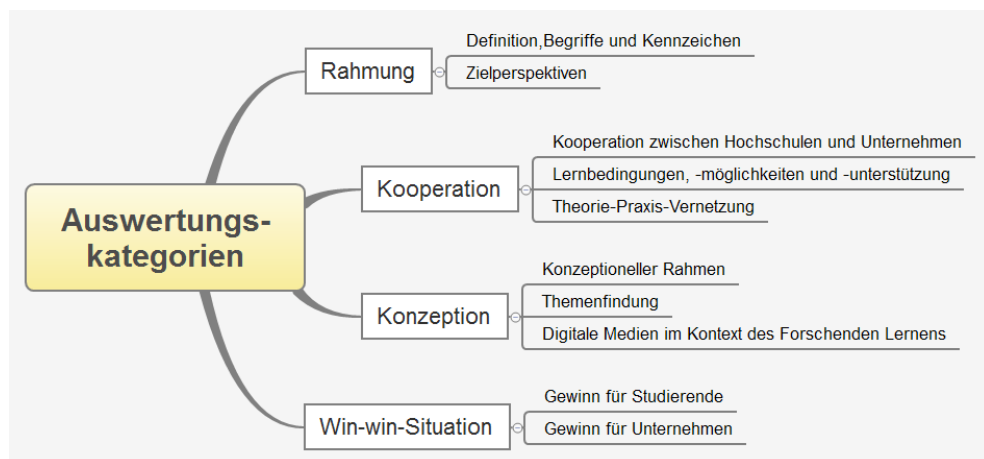 Auswertungs-
kategorien
Rahmung
Definition,Begriffe und Kennzeichen
Zielperspektiven
Kooperation
Kooperation zwischen Hochschulen und Unternehmen
Lernbedingungen, -möglichkeiten und -unterstützung
Theorie-Praxis-Vernetzung
Konzeption
Konzeptioneller Rahmen
Themenfindung
Digitale Medien im Kontext des Forschenden Lernens
Win-win-Situation
Gewinn für Studierende
Gewinn für Unternehmen